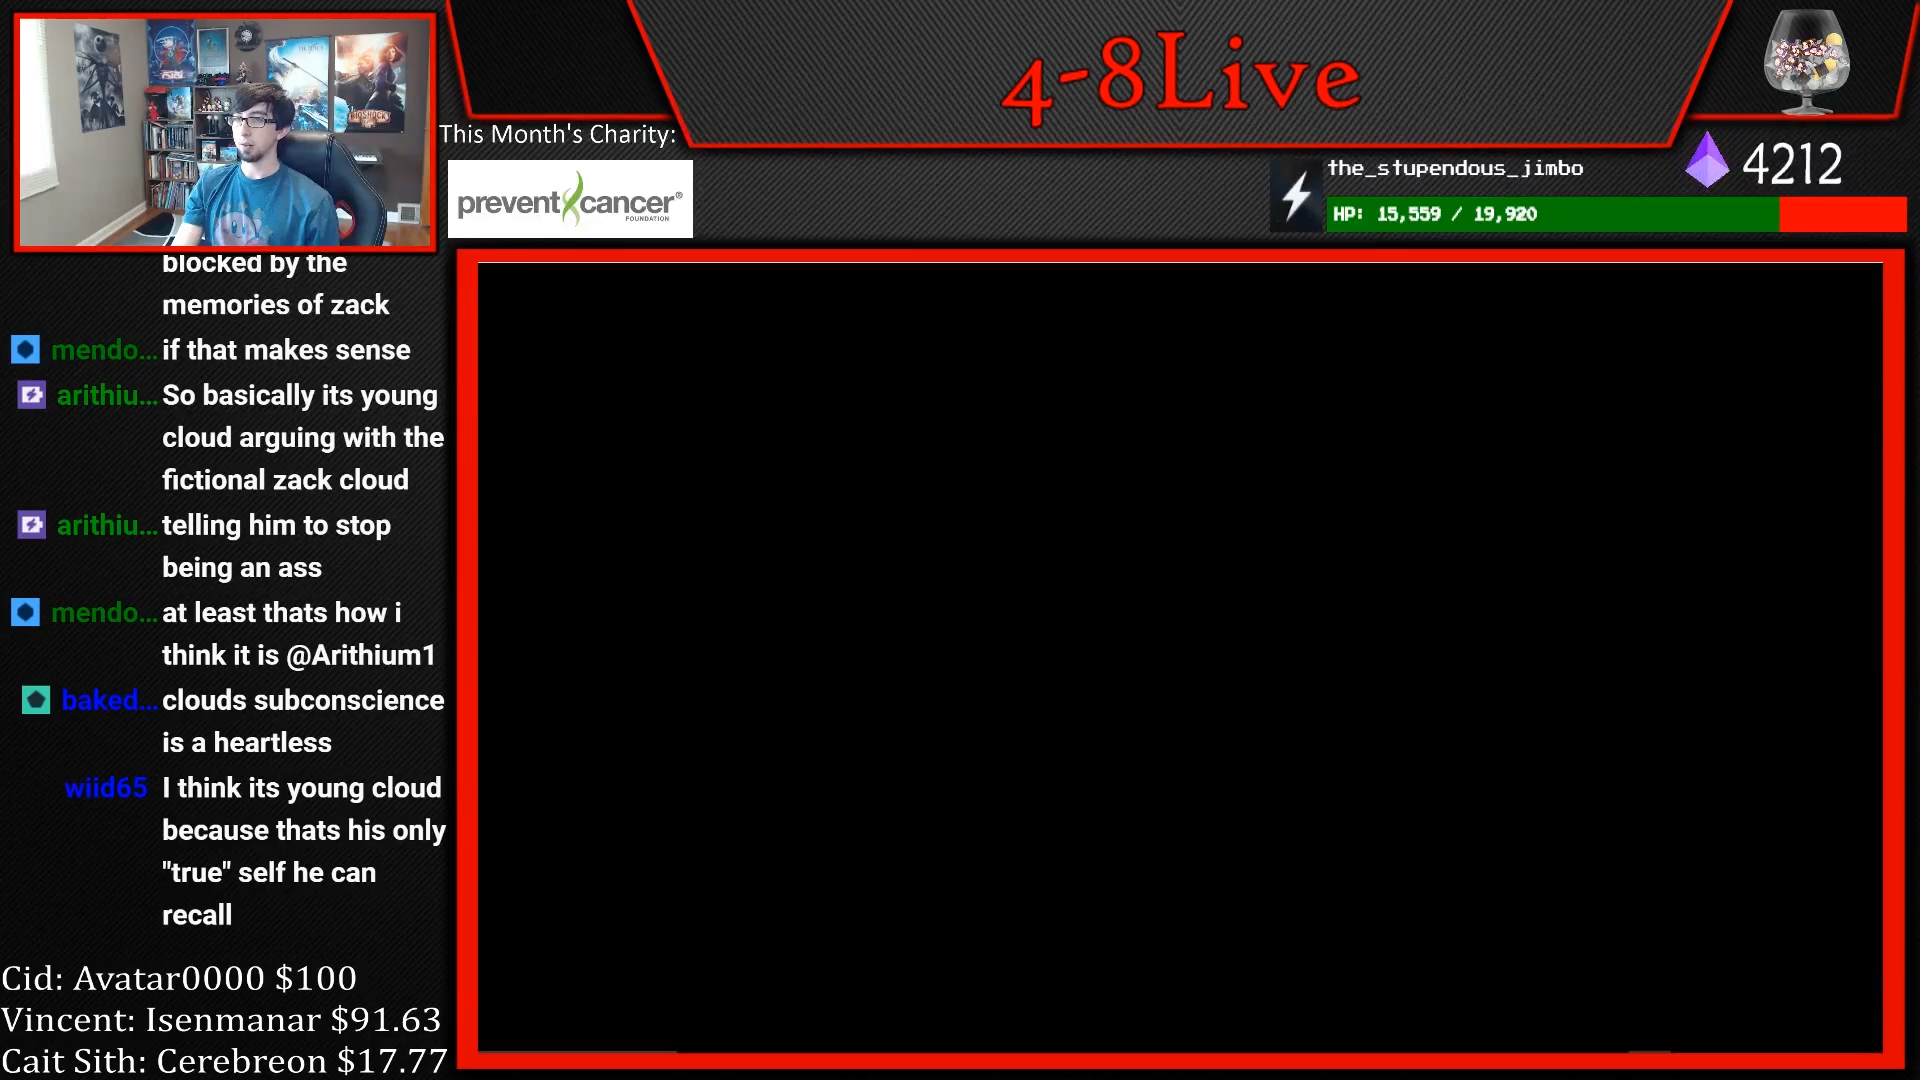 4-8Live
This Month's Charity:
prevent cancer®
FOUNDATION
the_stupendous_jimbo
HP: 15,559 / 19,920
4212
BIOSHOCK
blocked by the
memories of zack
mendo... if that makes sense
arithiu... So basically its young
cloud arguing with the
fictional zack cloud
arithiu... telling him to stop
being an ass
mendo... at least thats how i
think it is @Arithium1
baked... clouds subconscience
is a heartless
wiid65 I think its young cloud
because thats his only
"true" self he can
recall
Cid: Avatar0000 $100
Vincent: Isenmanar $91.63
Cait Sith: Cerebreon $17.77